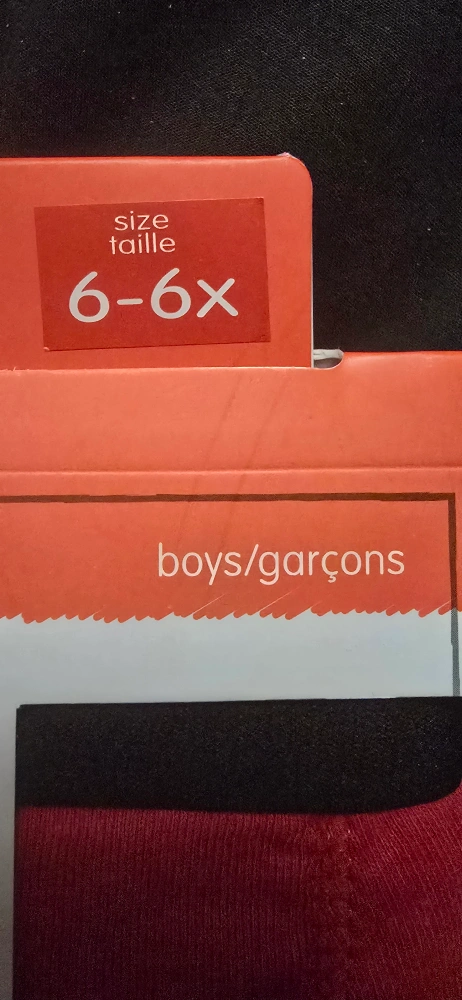 size
taille
6-6x
boys/garçons